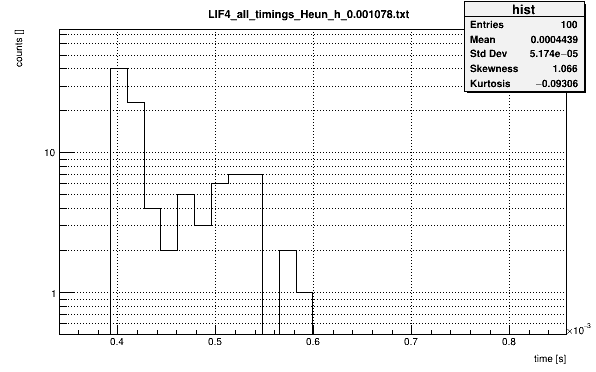 LIF4_all_timings_Heun_h_0.001078.txt
hist
Entries 100
Mean 0.0004439
Std Dev 5.174e−05
Skewness 1.066
Kurtosis −0.09306
counts []
10
1
0.4 0.5 0.6 0.7 0.8
×10⁻³
time [s]